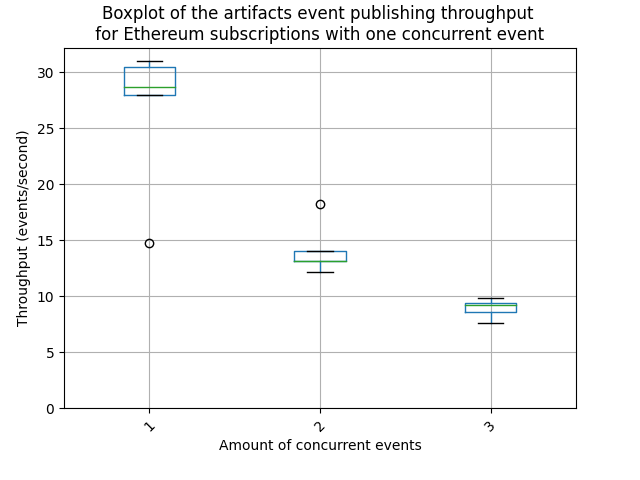 Boxplot of the artifacts event publishing throughput
for Ethereum subscriptions with one concurrent event
Throughput (events/second)
30
25
20
15
10
5
0
1
2
3
Amount of concurrent events